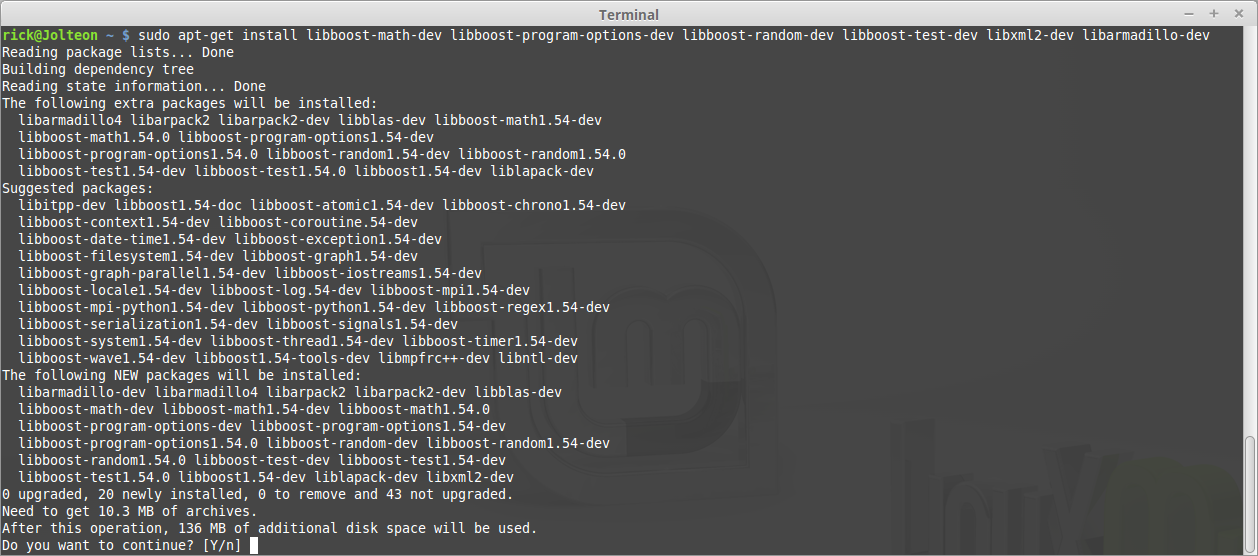 Terminal
rick@Jolteon ~ $ sudo apt-get install libboost-math-dev libboost-program-options-dev libboost-random-dev libboost-test-dev libxml2-dev libarmadillo-dev
Reading package lists... Done
Building dependency tree
Reading state information... Done
The following extra packages will be installed:
  libarmadillo4 libarpack2 libarpack2-dev libblas-dev libboost-math1.54-dev
  libboost-math1.54.0 libboost-program-options1.54-dev
  libboost-program-options1.54.0 libboost-random1.54-dev libboost-random1.54.0
  libboost-test1.54-dev libboost-test1.54.0 libboost1.54-dev liblapack-dev
Suggested packages:
  libitpp-dev libboost1.54-doc libboost-atomic1.54-dev libboost-chrono1.54-dev
  libboost-context1.54-dev libboost-coroutine.54-dev
  libboost-date-time1.54-dev libboost-exception1.54-dev
  libboost-filesystem1.54-dev libboost-graph1.54-dev
  libboost-graph-parallel1.54-dev libboost-iostreams1.54-dev
  libboost-locale1.54-dev libboost-log.54-dev libboost-mpi1.54-dev
  libboost-mpi-python1.54-dev libboost-python1.54-dev libboost-regex1.54-dev
  libboost-serialization1.54-dev libboost-signals1.54-dev
  libboost-system1.54-dev libboost-thread1.54-dev libboost-timer1.54-dev
  libboost-wave1.54-dev libboost1.54-tools-dev libmpfrc++-dev libntl-dev
The following NEW packages will be installed:
  libarmadillo-dev libarmadillo4 libarpack2 libarpack2-dev libblas-dev
  libboost-math-dev libboost-math1.54-dev libboost-math1.54.0
  libboost-program-options-dev libboost-program-options1.54-dev
  libboost-program-options1.54.0 libboost-random-dev libboost-random1.54-dev
  libboost-random1.54.0 libboost-test-dev libboost-test1.54-dev
  libboost-test1.54.0 libboost1.54-dev liblapack-dev libxml2-dev
0 upgraded, 20 newly installed, 0 to remove and 43 not upgraded.
Need to get 10.3 MB of archives.
After this operation, 136 MB of additional disk space will be used.
Do you want to continue? [Y/n]